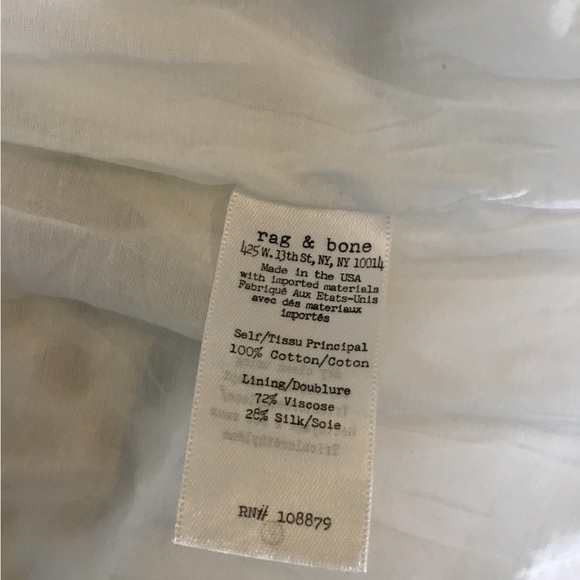 rag & bone
425 W. 13th St, NY, NY 10014
Made in the USA
with imported materials
Fabriqué Aux Etats-Unis
avec dés materiaux
importés
Self/Tissu Principal
100% Cotton/Coton
Lining/Doublure
72% Viscose
28% Silk/Soie
RN# 108879